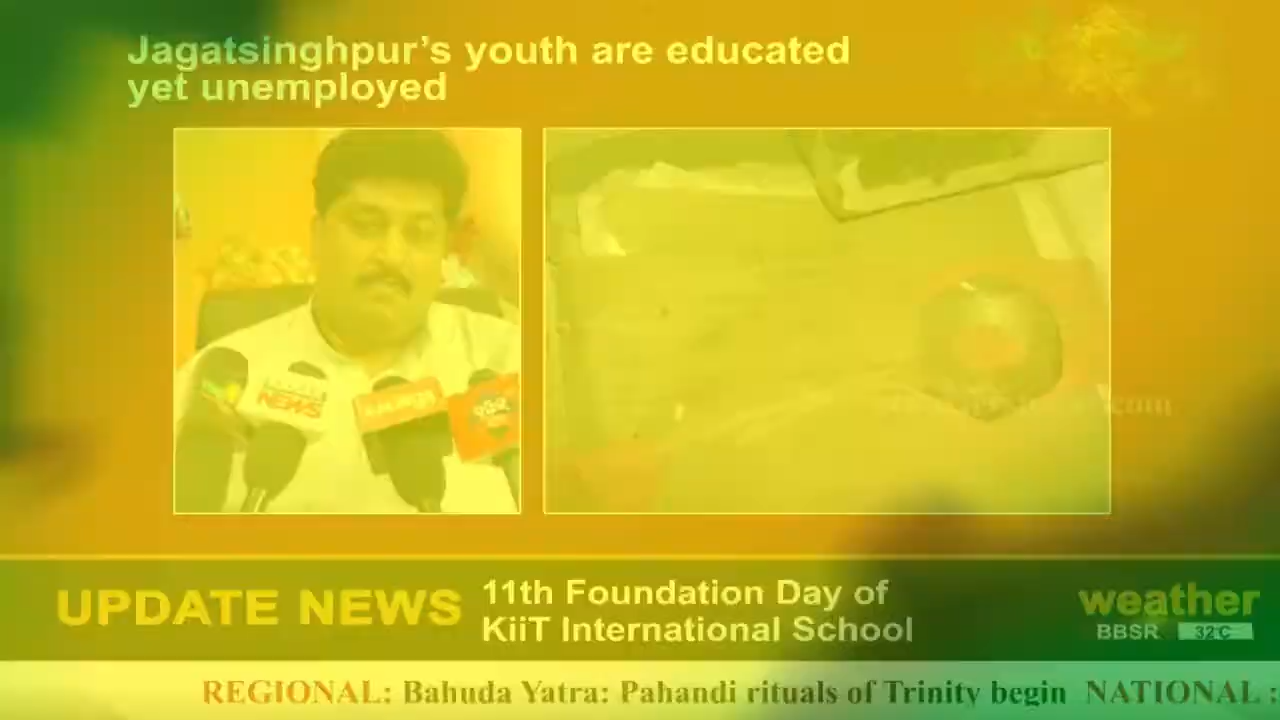 Jagatsinghpur's youth are educated
yet unemployed
NEWS
UPDATE NEWS
11th Foundation Day of
KiiT International School
weather
BBSR 32°C
REGIONAL: Bahuda Yatra: Pahandi rituals of Trinity begin NATIONAL :